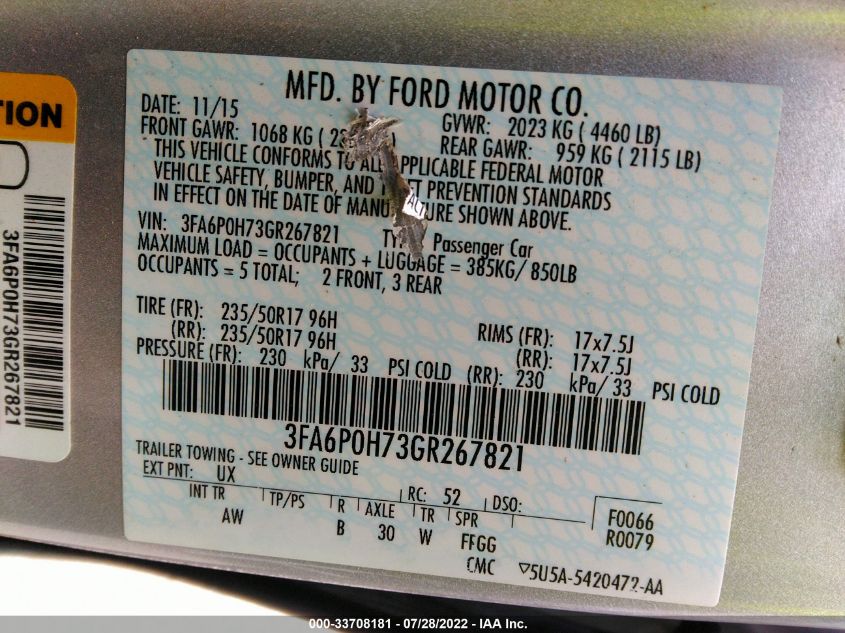 TION
3FA6P0H73GR267821
MFD. BY FORD MOTOR CO.
DATE: 11/15
GVWR: 2023 KG ( 4460 LB)
FRONT GAWR: 1068 KG ( 23
REAR GAWR: 959 KG ( 2115 LB)
THIS VEHICLE CONFORMS TO ALL APPLICABLE FEDERAL MOTOR
VEHICLE SAFETY, BUMPER, AND PREVENTION STANDARDS
IN EFFECT ON THE DATE OF MANUFACTURE SHOWN ABOVE.
VIN: 3FA6P0H73GR267821 TYP Passenger Car
MAXIMUM LOAD = OCCUPANTS + LUGGAGE = 385KG/ 850LB
OCCUPANTS = 5 TOTAL; 2 FRONT, 3 REAR
TIRE (FR): 235/50R17 96H RIMS (FR): 17x7.5J
(RR): 235/50R17 96H (RR): 17x7.5J
PRESSURE (FR): 230 kPa/ 33 PSI COLD (RR): 230 kPa/ 33 PSI COLD
3FA6P0H73GR267821
TRAILER TOWING - SEE OWNER GUIDE
EXT PNT: UX RC: 52 DSO:
INT TR TP/PS R AXLE TR SPR
AW B 30 W FFGG
F0066
R0079
CMC ▽5U5A-5420472-AA
000-33708181 - 07/28/2022 - IAA Inc.